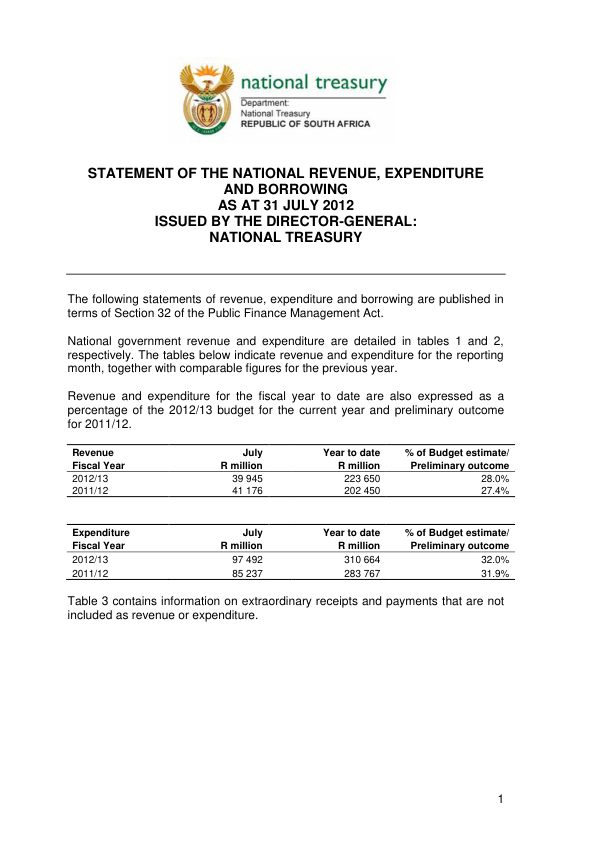 national treasury
Department:
National Treasury
REPUBLIC OF SOUTH AFRICA
STATEMENT OF THE NATIONAL REVENUE, EXPENDITURE
AND BORROWING
AS AT 31 JULY 2012
ISSUED BY THE DIRECTOR-GENERAL:
NATIONAL TREASURY
The following statements of revenue, expenditure and borrowing are published in
terms of Section 32 of the Public Finance Management Act.
National government revenue and expenditure are detailed in tables 1 and 2,
respectively. The tables below indicate revenue and expenditure for the reporting
month, together with comparable figures for the previous year.
Revenue and expenditure for the fiscal year to date are also expressed as a
percentage of the 2012/13 budget for the current year and preliminary outcome
for 2011/12.
Revenue July Year to date % of Budget estimate/
Fiscal Year R million R million Preliminary outcome
2012/13 39 945 223 650 28.0%
2011/12 41 176 202 450 27.4%
Expenditure July Year to date % of Budget estimate/
Fiscal Year R million R million Preliminary outcome
2012/13 97 492 310 664 32.0%
2011/12 85 237 283 767 31.9%
Table 3 contains information on extraordinary receipts and payments that are not
included as revenue or expenditure.
1